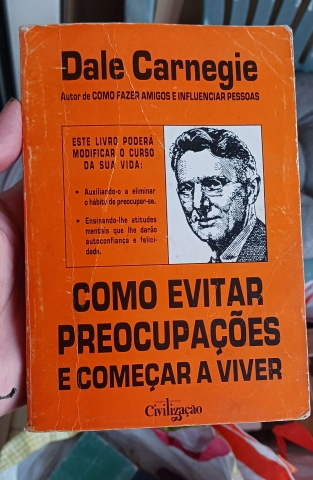 Dale Carnegie
Autor de COMO FAZER AMIGOS E INFLUENCIAR PESSOAS
ESTE LIVRO PODERÁ
MODIFICAR O CURSO
DA SUA VIDA:
• Auxiliando-o a eliminar
o hábito de preocupar-se.
• Ensinando-lhe atitudes
mentais que lhe darão
autoconfiança e felici-
dade.
COMO EVITAR
PREOCUPAÇÕES
E COMEÇAR A VIVER
Civilização